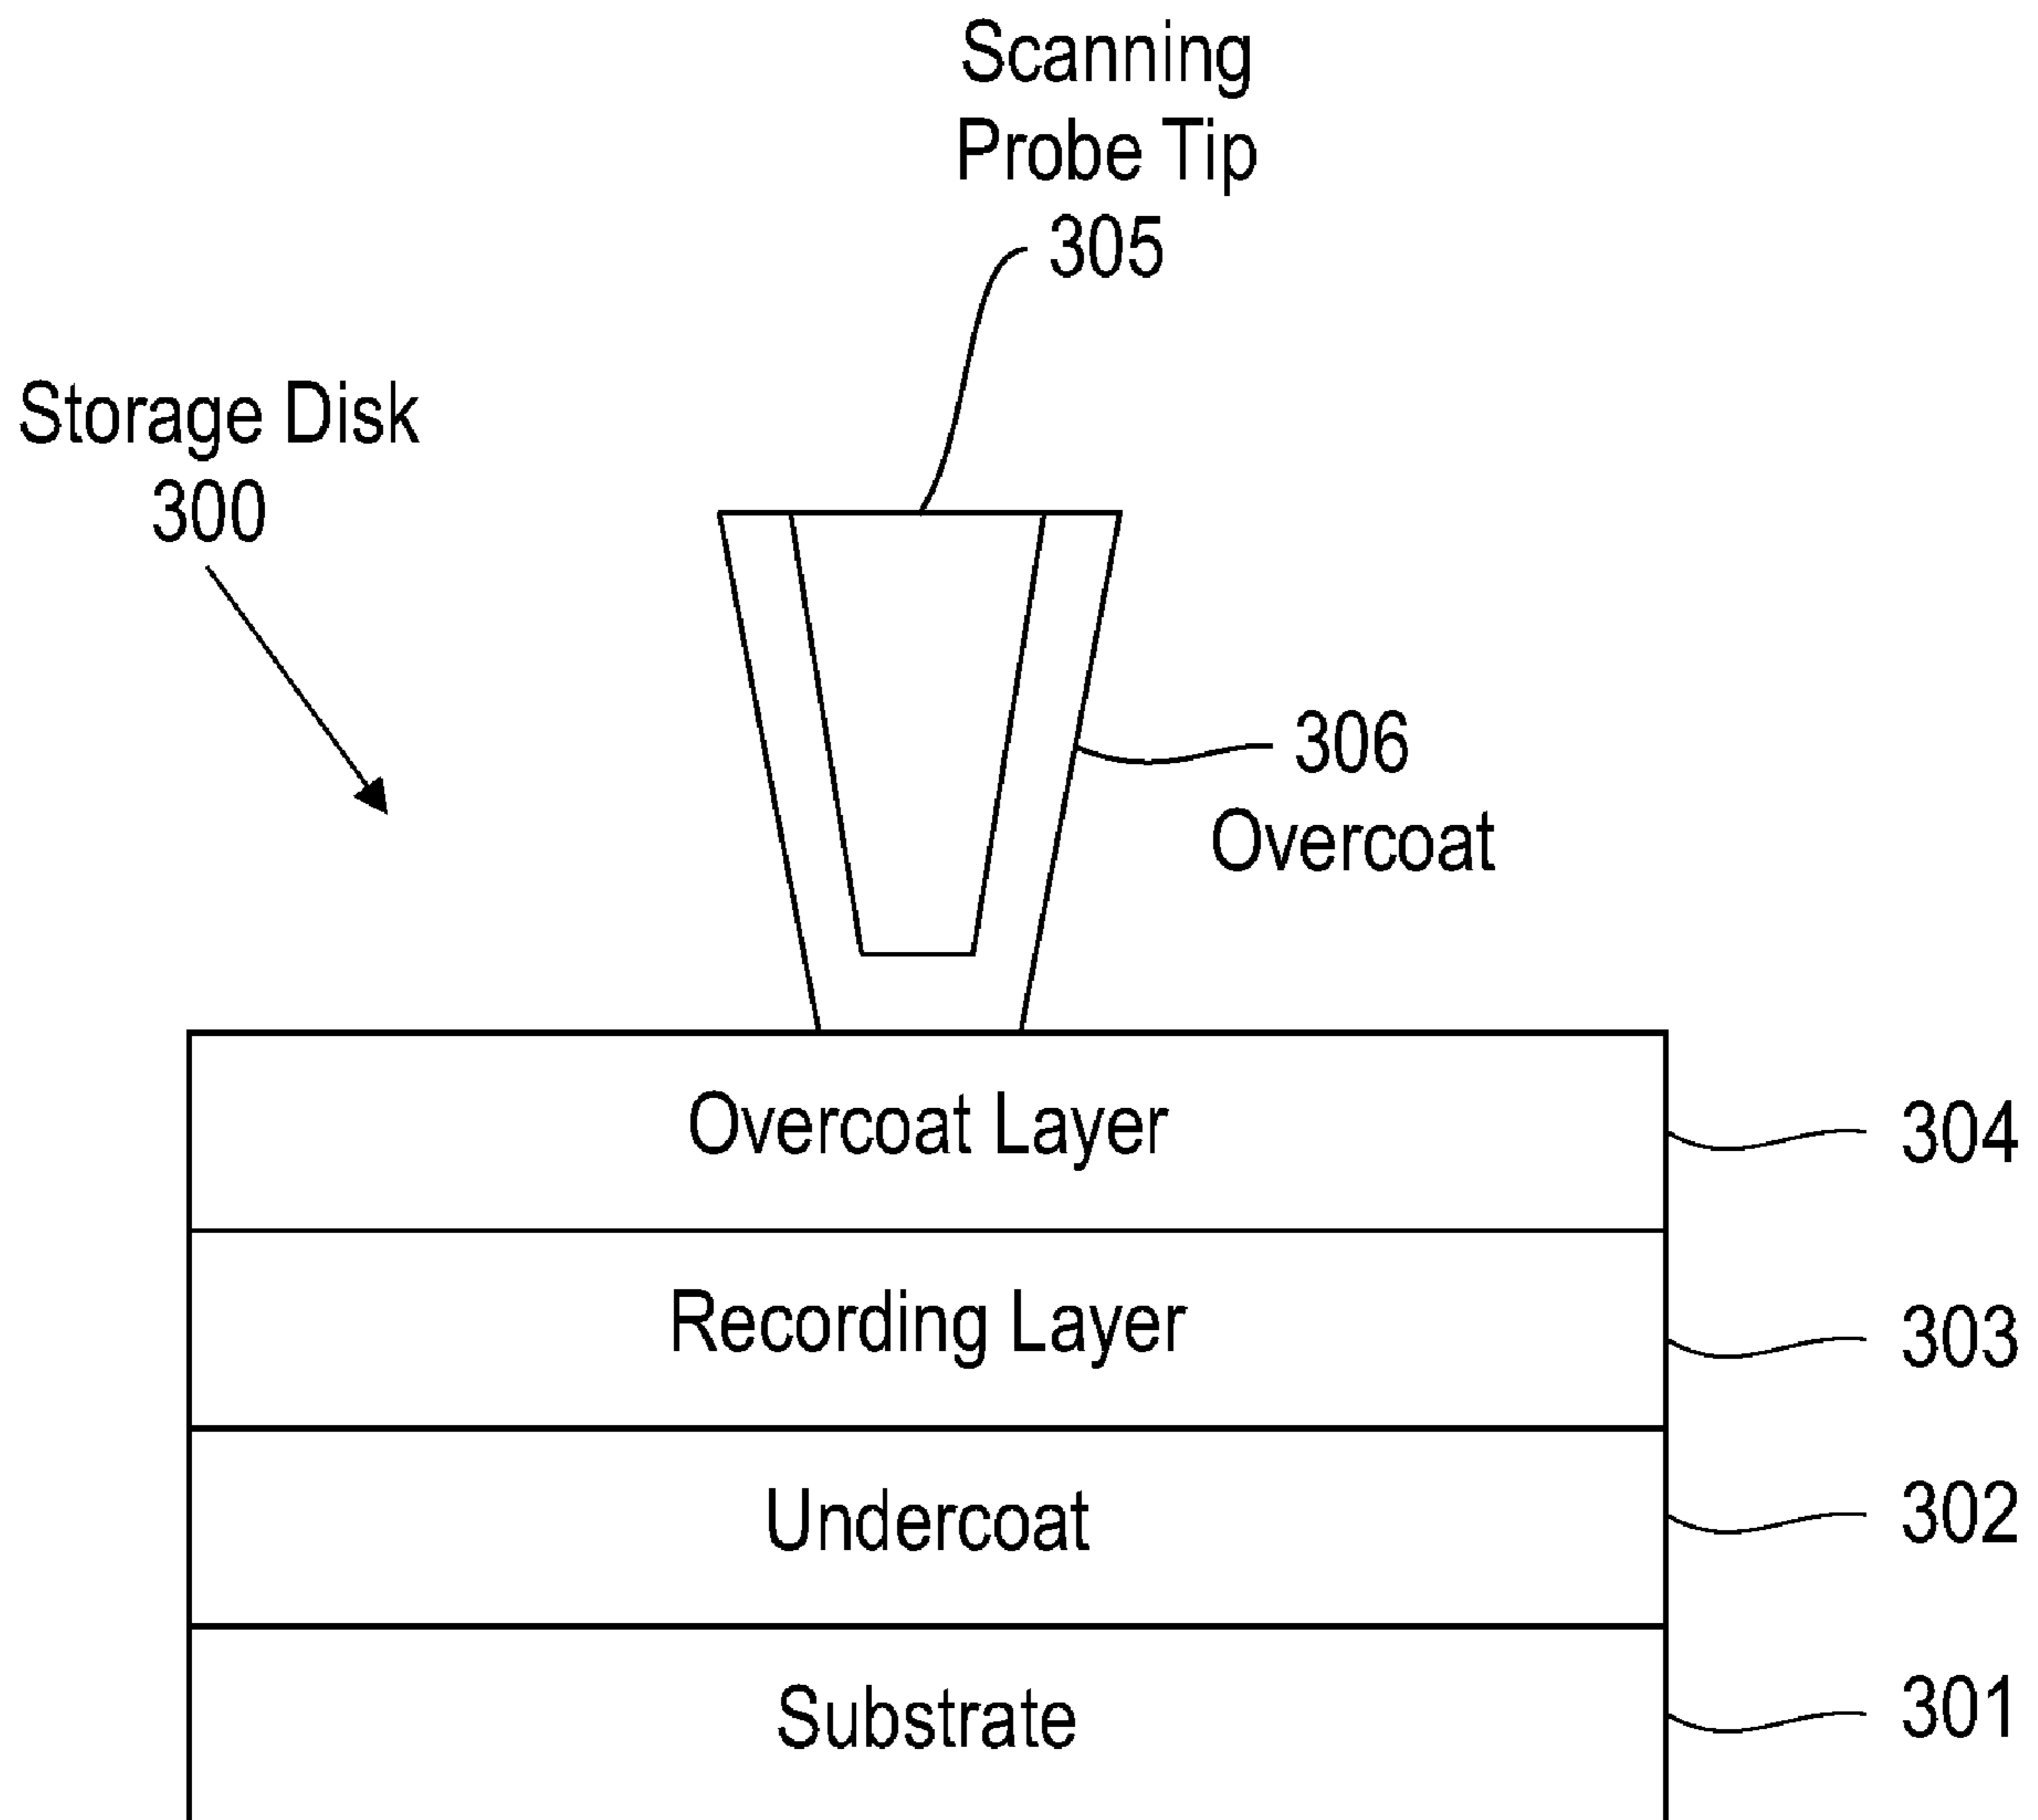 Scanning
Probe Tip
305
Storage Disk
300
306
Overcoat
Overcoat Layer
304
Recording Layer
303
Undercoat
302
Substrate
301